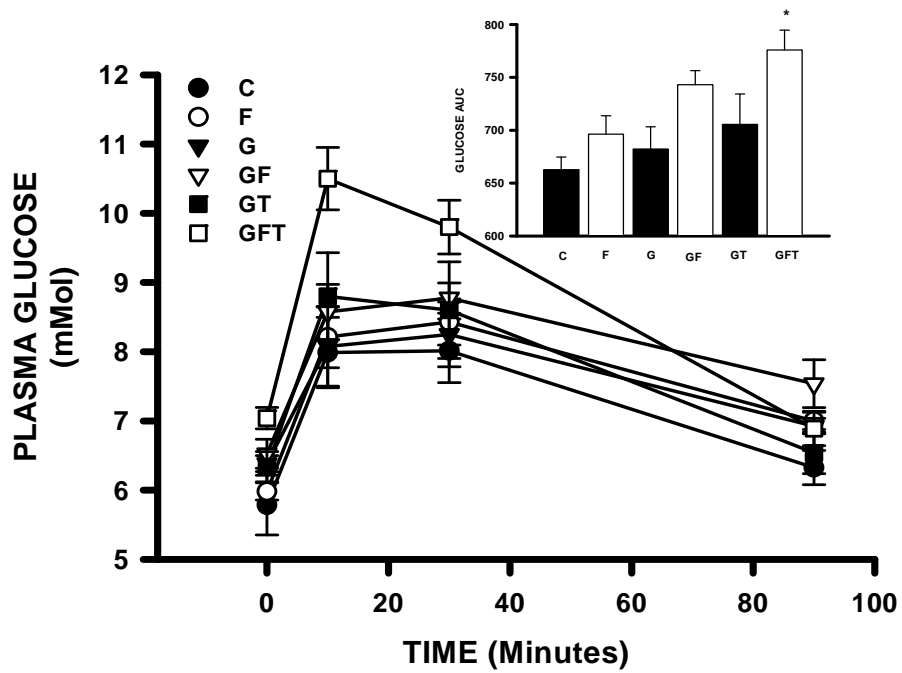 PLASMA GLUCOSE
(mMol)
12
11
10
9
8
7
6
5
C
F
G
GF
GT
GFT
GLUCOSE AUC
800
750
700
650
600
*
C F G GF GT GFT
0 20 40 60 80 100
TIME (Minutes)